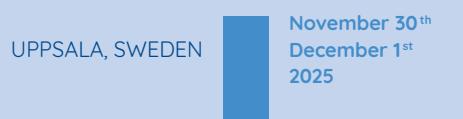 UPPSALA, SWEDEN
November 30th
December 1st
2025